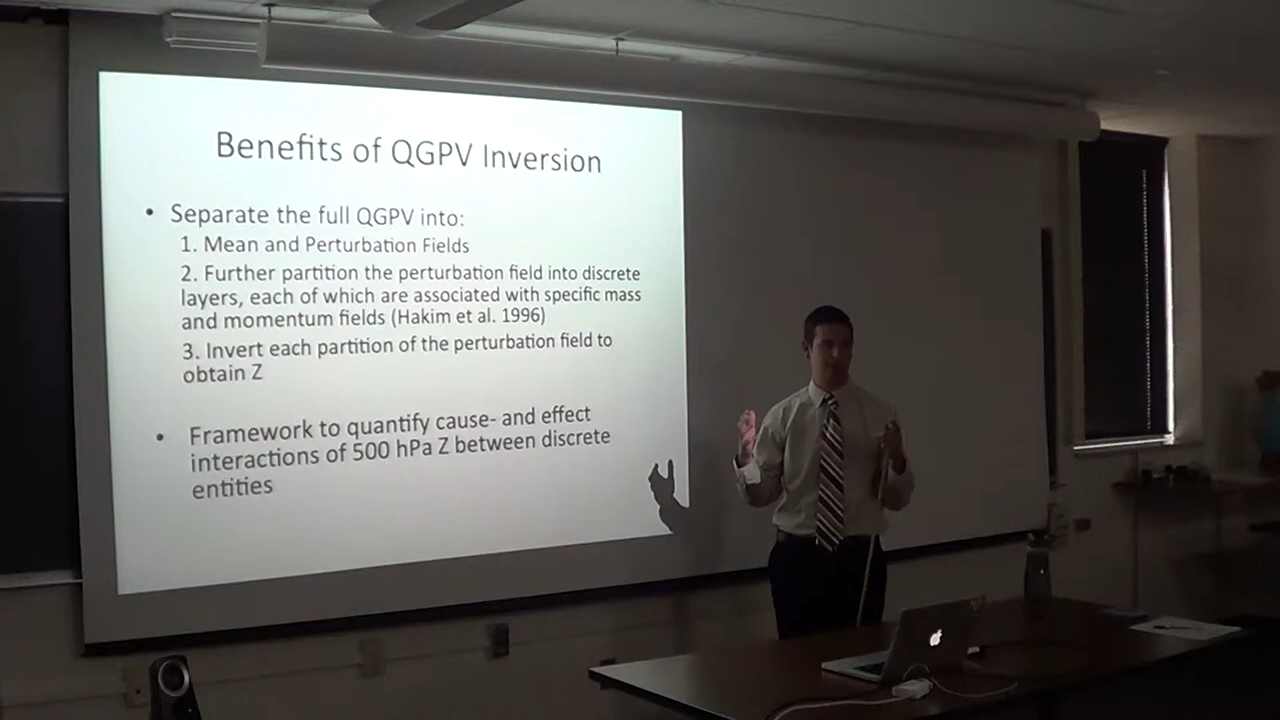 Benefits of QGPV Inversion
• Separate the full QGPV into:
1. Mean and Perturbation Fields
2. Further partition the perturbation field into discrete
layers, each of which are associated with specific mass
and momentum fields (Hakim et al. 1996)
3. Invert each partition of the perturbation field to
obtain Z
• Framework to quantify cause- and effect
interactions of 500 hPa Z between discrete
entities